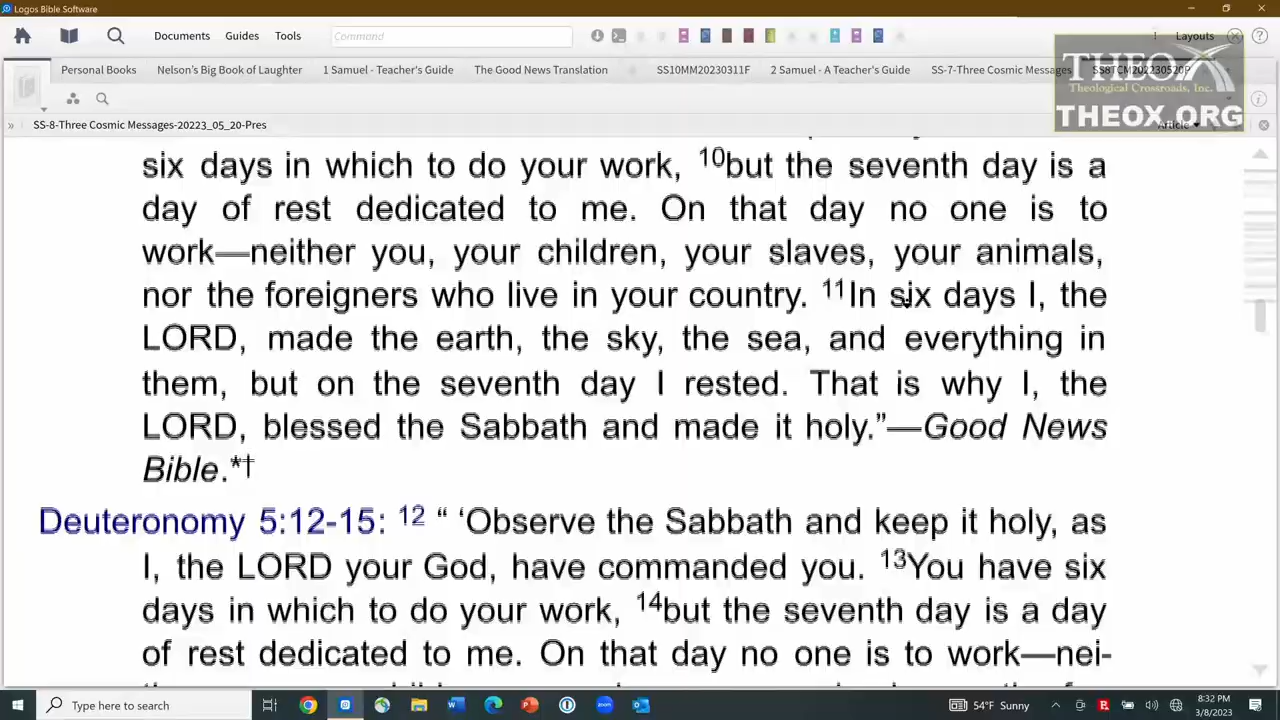 Logos Bible Software
Documents Guides Tools Command Layouts
Personal Books Nelson's Big Book of Laughter The Good News Translation SS10MM20230311F 2 Samuel - A Teacher's Guide SS-7-Three Cosmic Messages
THEOX
Theological Crossroads, Inc.
THEOX.ORG
SS-8-Three Cosmic Messages-20223_05_20-Pres
six days in which to do your work, 10but the seventh day is a
day of rest dedicated to me. On that day no one is to
work—neither you, your children, your slaves, your animals,
nor the foreigners who live in your country. 11In six days I, the
LORD, made the earth, the sky, the sea, and everything in
them, but on the seventh day I rested. That is why I, the
LORD, blessed the Sabbath and made it holy.”—Good News
Bible.*†
Deuteronomy 5:12-15: 12 “ ‘Observe the Sabbath and keep it holy, as
I, the LORD your God, have commanded you. 13You have six
days in which to do your work, 14but the seventh day is a day
of rest dedicated to me. On that day no one is to work—nei-
Type here to search
54°F Sunny
8:32 PM
3/8/2023